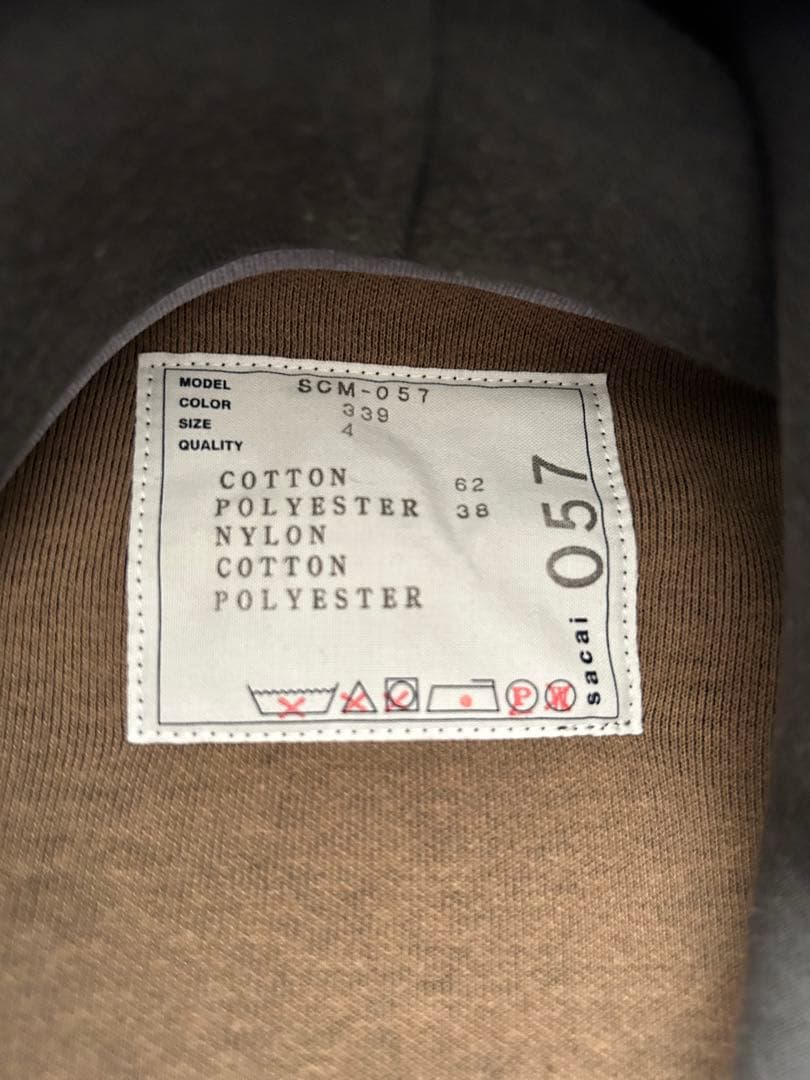 MODEL SCM-057
COLOR 339
SIZE 4
QUALITY
COTTON 62
POLYESTER 38
NYLON
COTTON
POLYESTER
P W
sacai 057